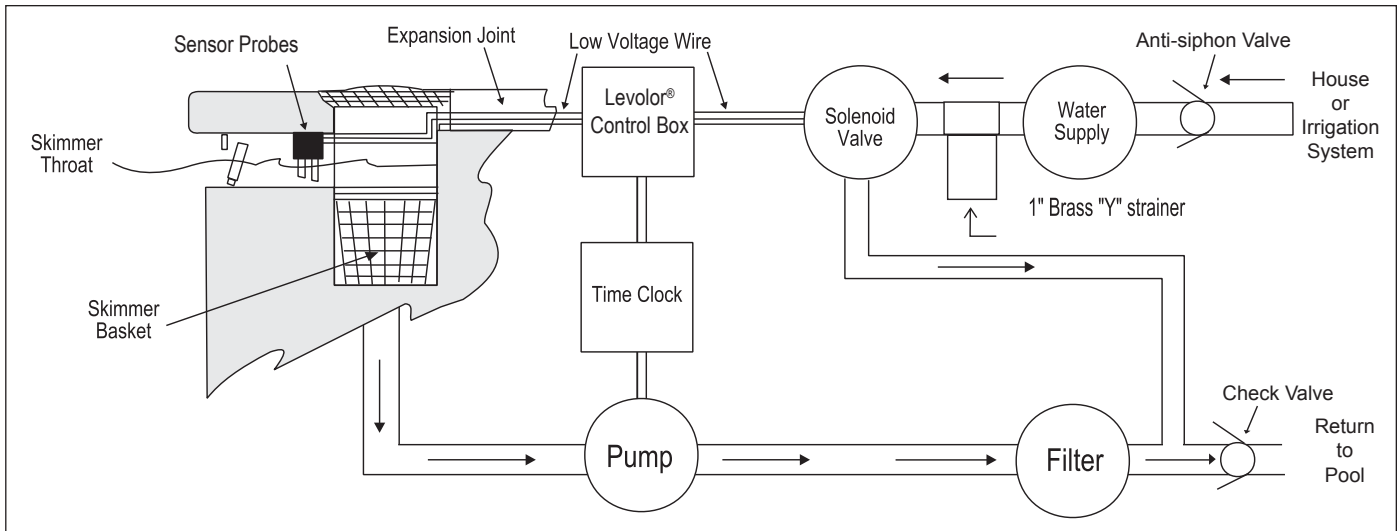 Sensor Probes
Expansion Joint
Low Voltage Wire
Anti-siphon Valve
Levolor®
Control Box
Solenoid
Valve
Water
Supply
House
or
Irrigation
System
Skimmer
Throat
1" Brass "Y" strainer
Time Clock
Skimmer
Basket
Check Valve
Pump
Filter
Return
to
Pool